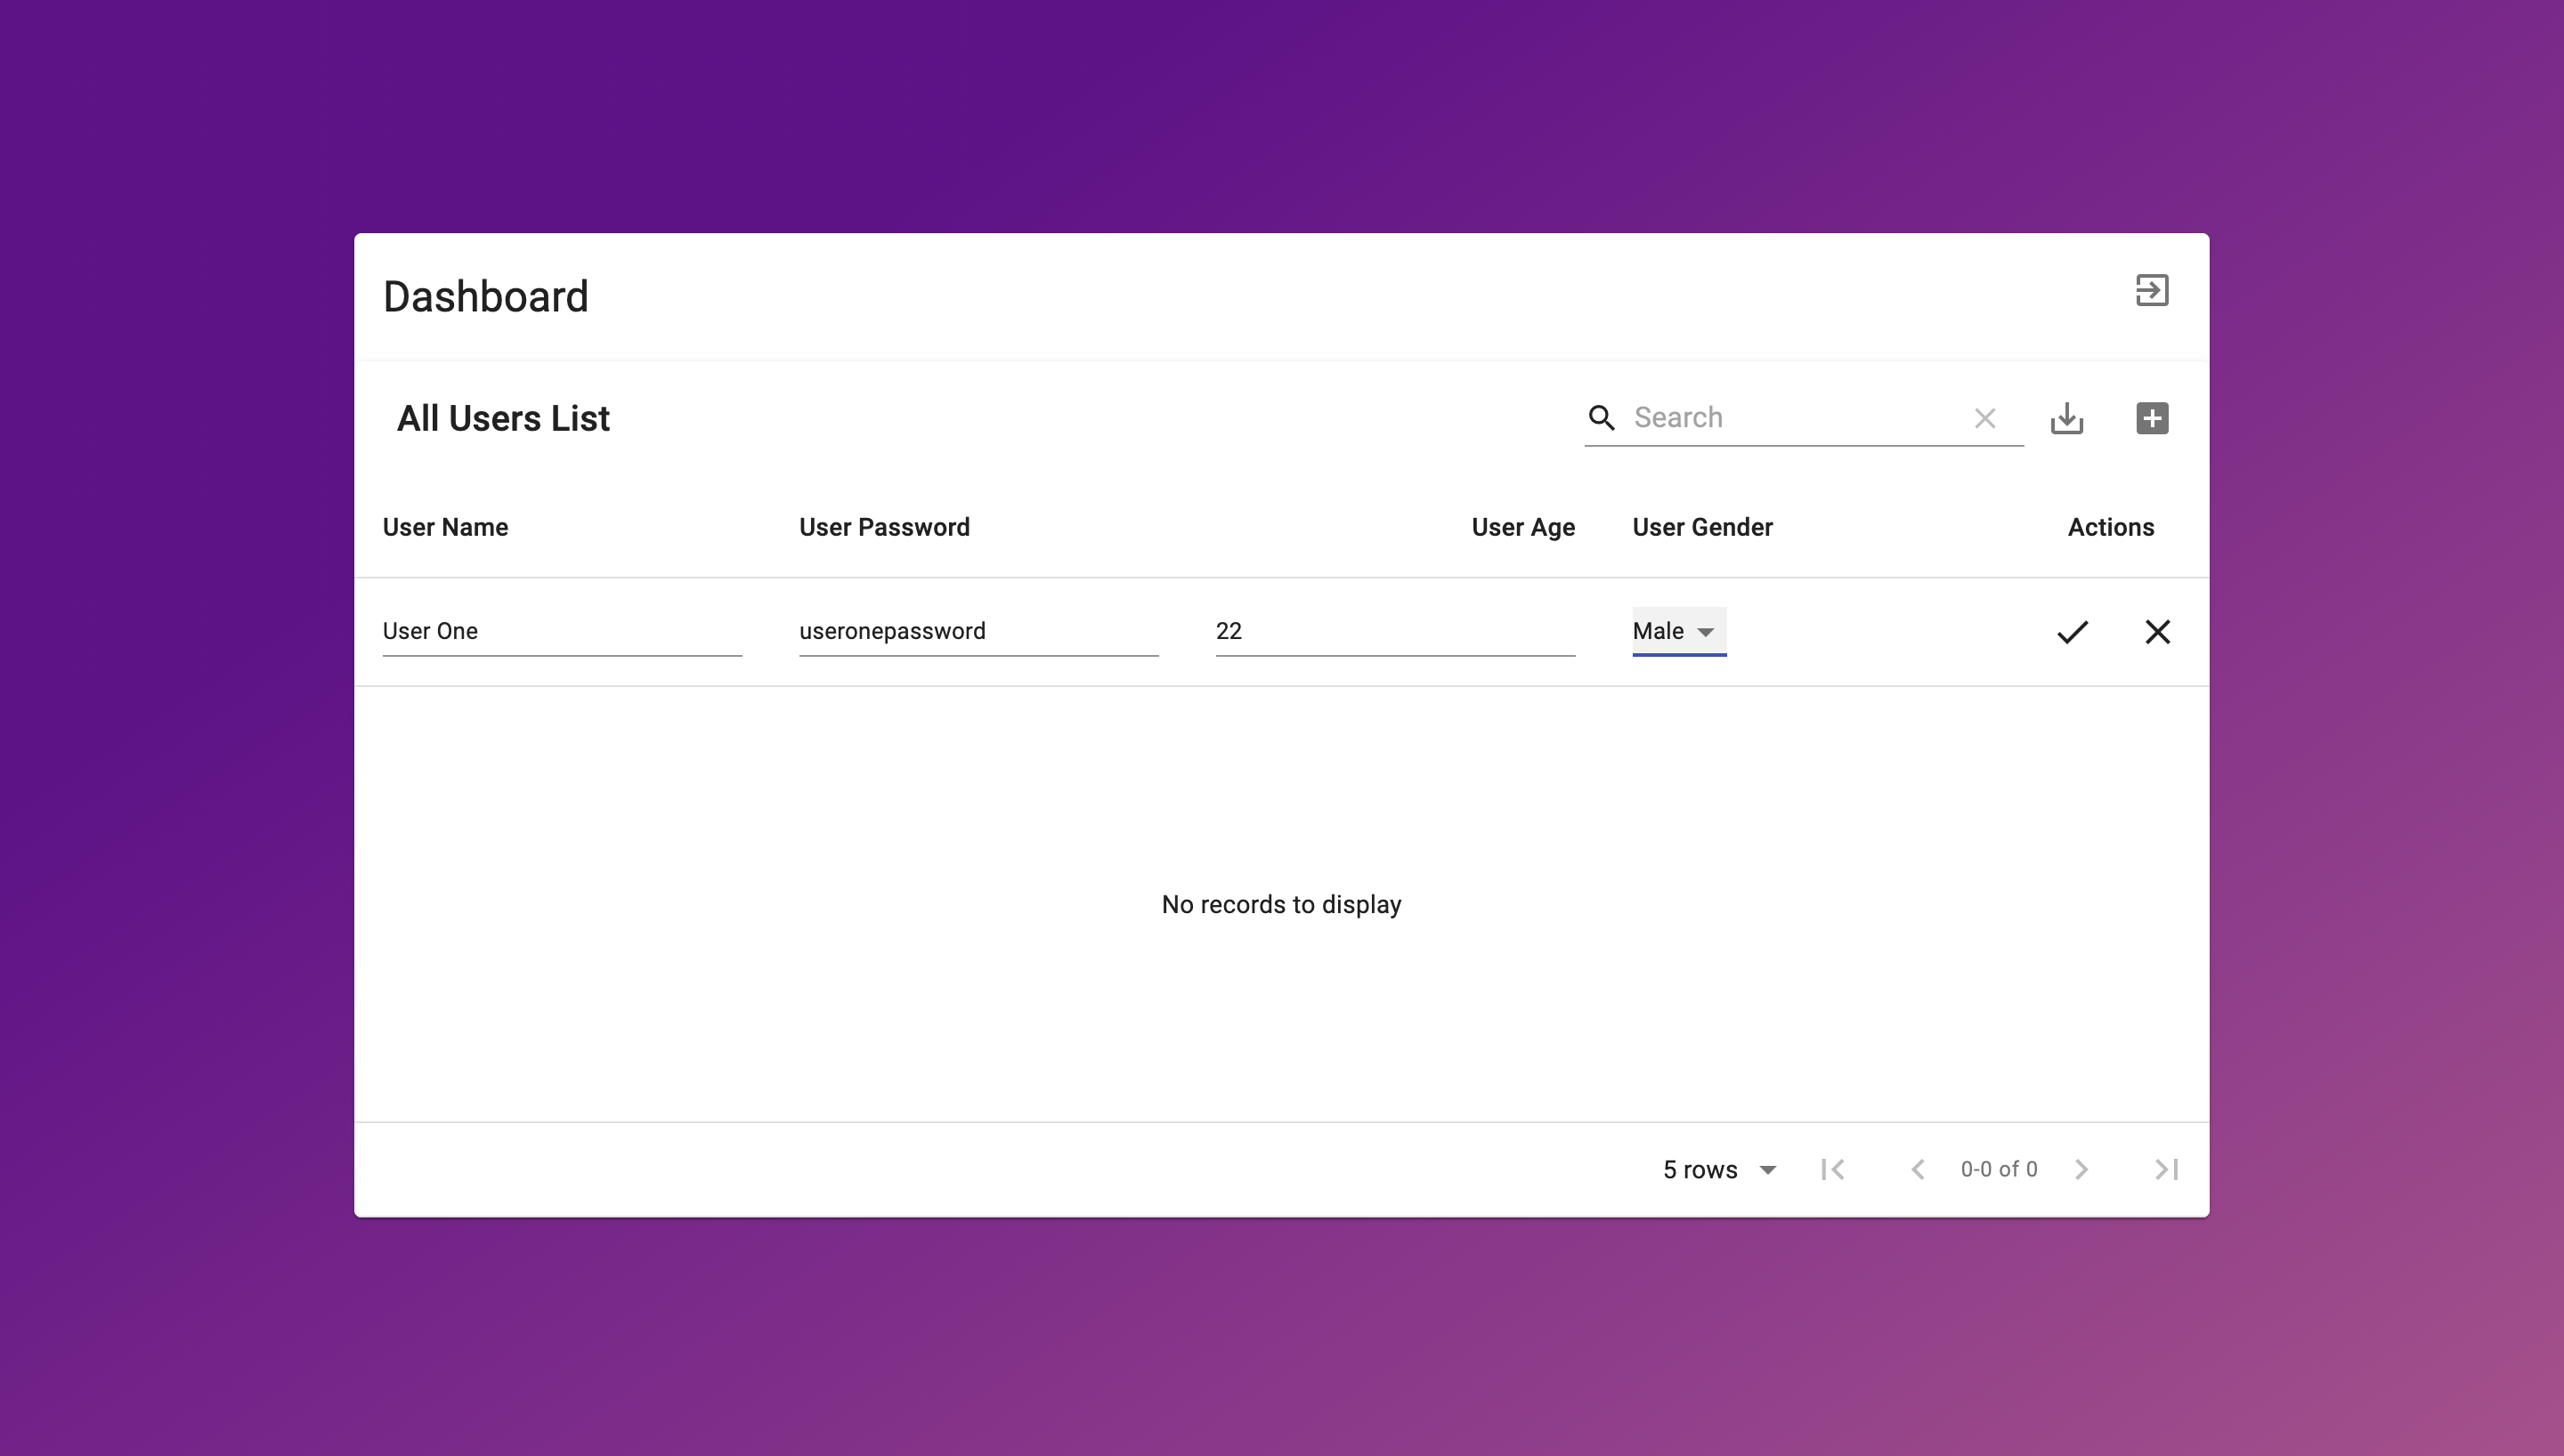 Dashboard
All Users List
Search
User Name User Password User Age User Gender Actions
User One useronepassword 22 Male
No records to display
5 rows 0-0 of 0